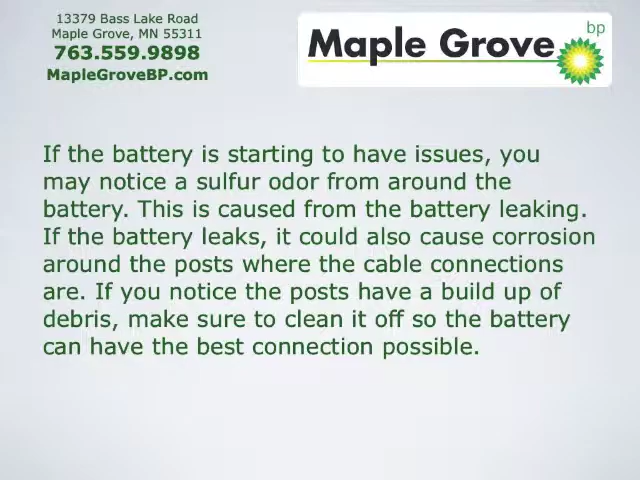 13379 Bass Lake Road
Maple Grove, MN 55311
763.559.9898
MapleGroveBP.com
Maple Grove
bp
If the battery is starting to have issues, you
may notice a sulfur odor from around the
battery. This is caused from the battery leaking.
If the battery leaks, it could also cause corrosion
around the posts where the cable connections
are. If you notice the posts have a build up of
debris, make sure to clean it off so the battery
can have the best connection possible.